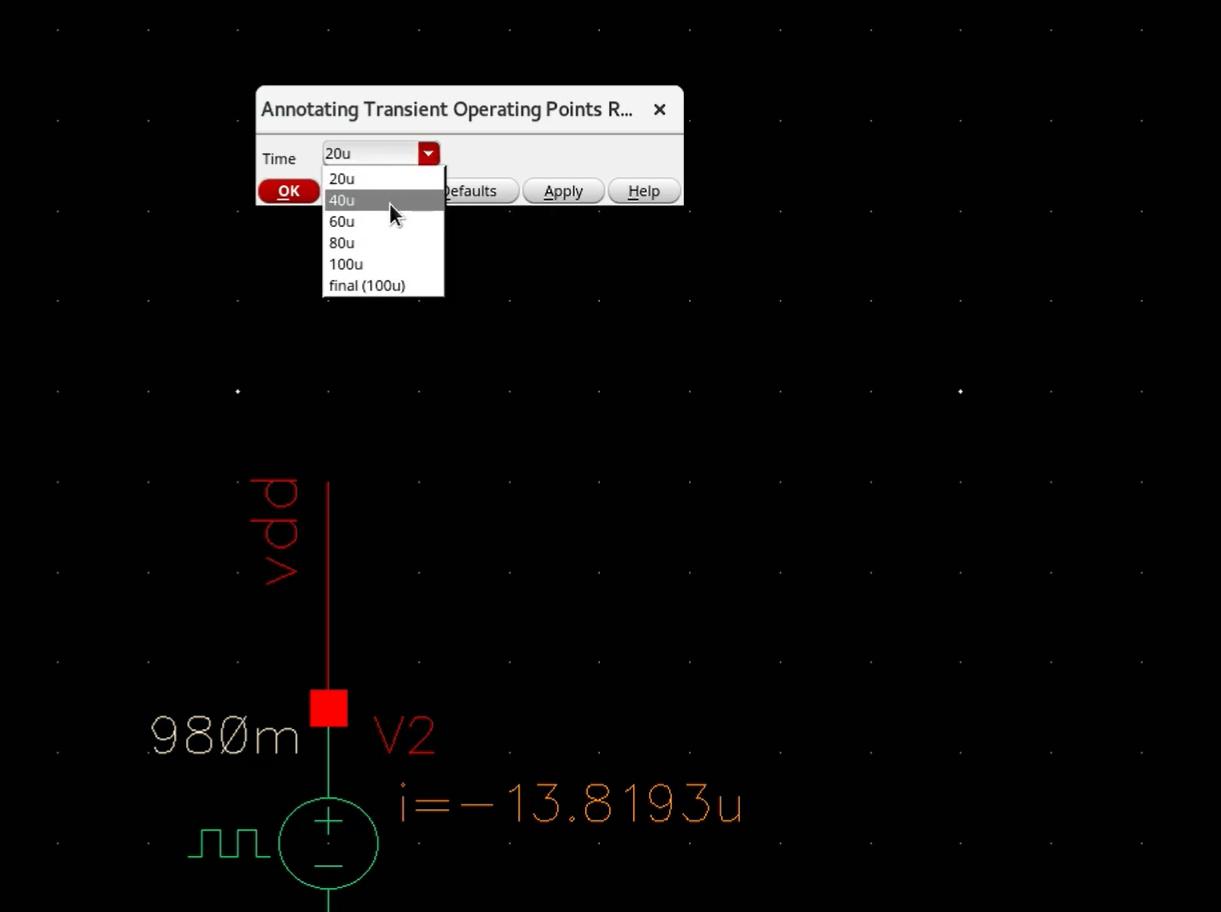 Annotating Transient Operating Points R...
Time
20u
20u
40u
60u
80u
100u
final (100u)
OK
Defaults
Apply
Help
vdd
980m
V2
i=-13.8193u